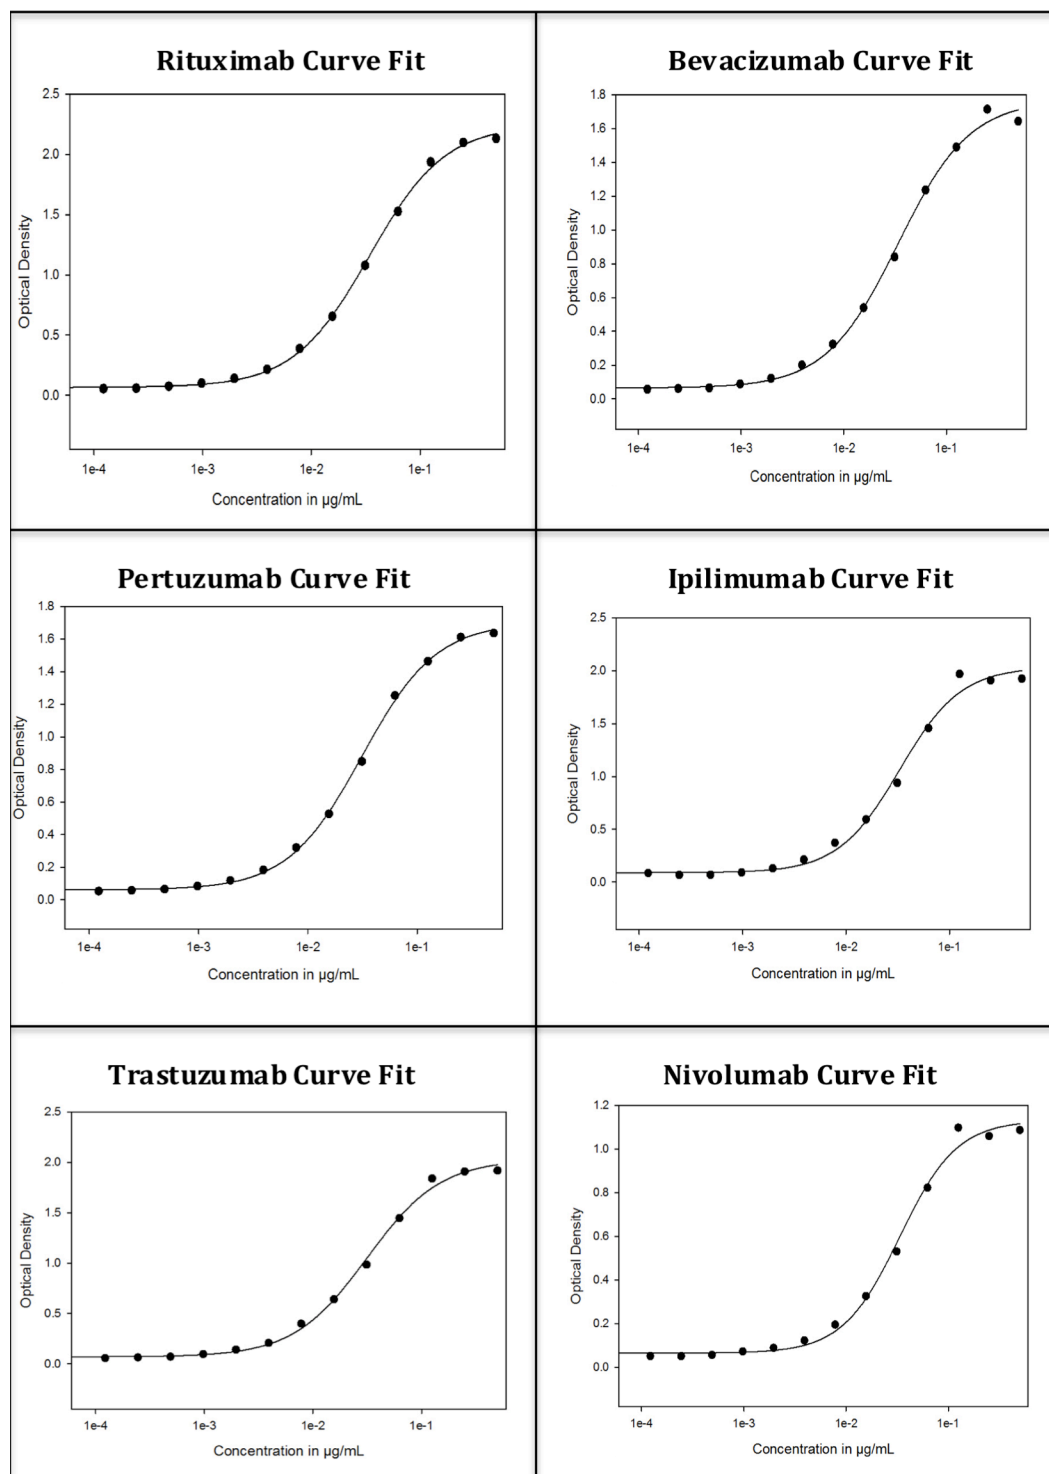 Rituximab Curve Fit
2.5
2.0
1.5
1.0
0.5
0.0
Optical Density
1e-4 1e-3 1e-2 1e-1
Concentration in µg/mL
Bevacizumab Curve Fit
1.8
1.6
1.4
1.2
1.0
0.8
0.6
0.4
0.2
0.0
Optical Density
1e-4 1e-3 1e-2 1e-1
Concentration in µg/mL
Pertuzumab Curve Fit
1.8
1.6
1.4
1.2
1.0
0.8
0.6
0.4
0.2
0.0
Optical Density
1e-4 1e-3 1e-2 1e-1
Concentration in µg/mL
Ipilimumab Curve Fit
2.5
2.0
1.5
1.0
0.5
0.0
Optical Density
1e-4 1e-3 1e-2 1e-1
Concentration in µg/mL
Trastuzumab Curve Fit
2.5
2.0
1.5
1.0
0.5
0.0
Optical Density
1e-4 1e-3 1e-2 1e-1
Concentration in µg/mL
Nivolumab Curve Fit
1.2
1.0
0.8
0.6
0.4
0.2
0.0
Optical Density
1e-4 1e-3 1e-2 1e-1
Concentration in µg/mL